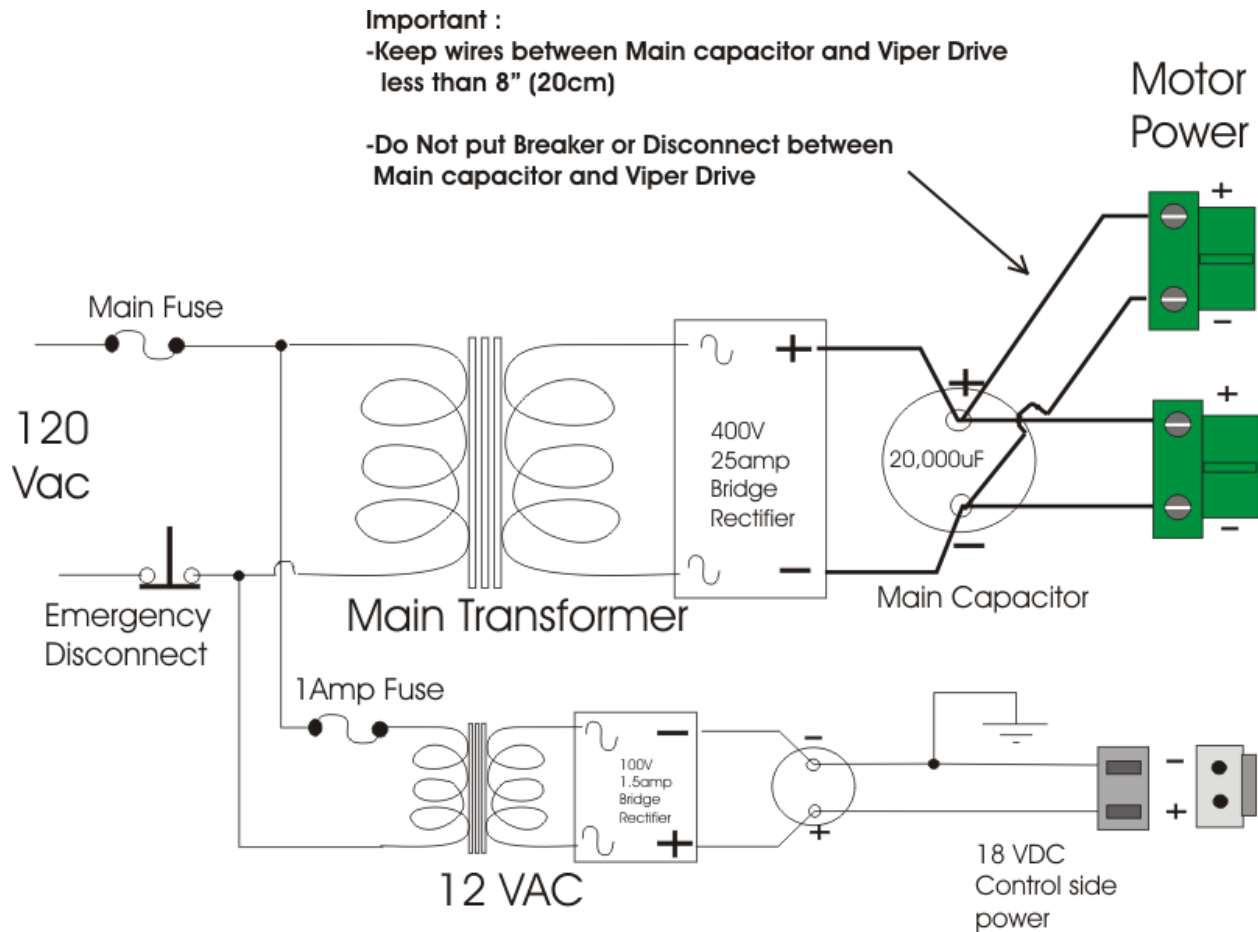 Important :
-Keep wires between Main capacitor and Viper Drive
less than 8” (20cm)
-Do Not put Breaker or Disconnect between
Main capacitor and Viper Drive
Motor
Power
+
−
Main Fuse
120
Vac
+
−
400V
25amp
Bridge
Rectifier
+
20,000uF
−
+
−
Main Capacitor
Emergency
Disconnect
Main Transformer
1Amp Fuse
−
100V
1.5amp
Bridge
Rectifier
+
−
+
−
+
12 VAC
18 VDC
Control side
power